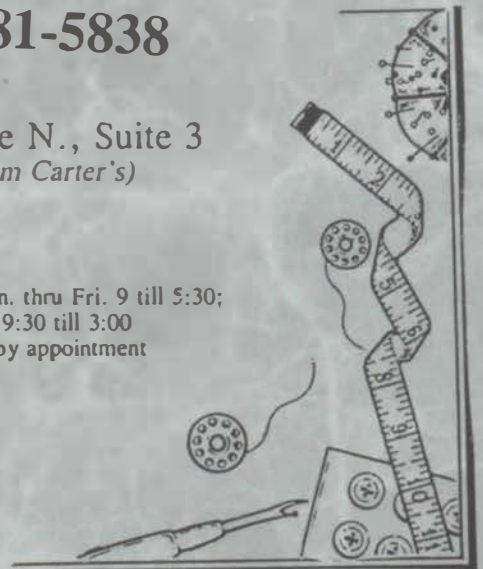 81-5838
e N., Suite 3
m Carter's)
n. thru Fri. 9 till 5:30;
9:30 till 3:00
by appointment